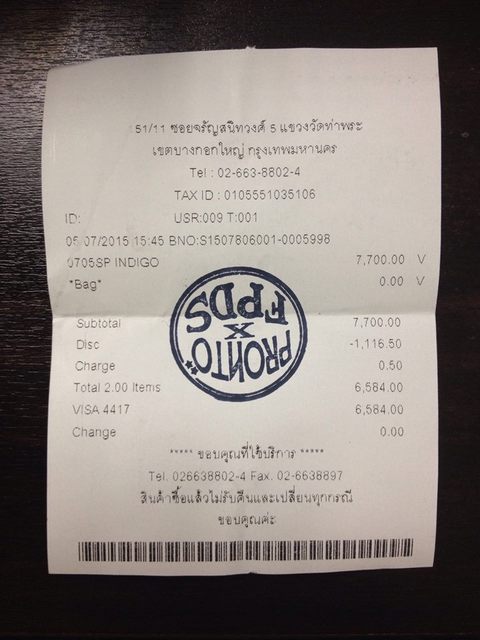 51/11 ซอยจรัญสนิทวงศ์ 5 แขวงวัดท่าพระ
เขตบางกอกใหญ่ กรุงเทพมหานคร
Tel : 02-663-8802-4
TAX ID : 0105551035106
ID: USR:009 T:001
05/07/2015 15:45 BNO:S1507806001-0005998
0705SP INDIGO 7,700.00 V
*Bag* 0.00 V
PRONTO
X
FPDS
Subtotal 7,700.00
Disc -1,116.50
Charge 0.50
Total 2.00 Items 6,584.00
VISA 4417 6,584.00
Change 0.00
***** ขอบคุณที่ใช้บริการ *****
Tel. 026638802-4 Fax. 02-6638897
สินค้าซื้อแล้วไม่รับคืนและเปลี่ยนทุกกรณี
ขอบคุณค่ะ